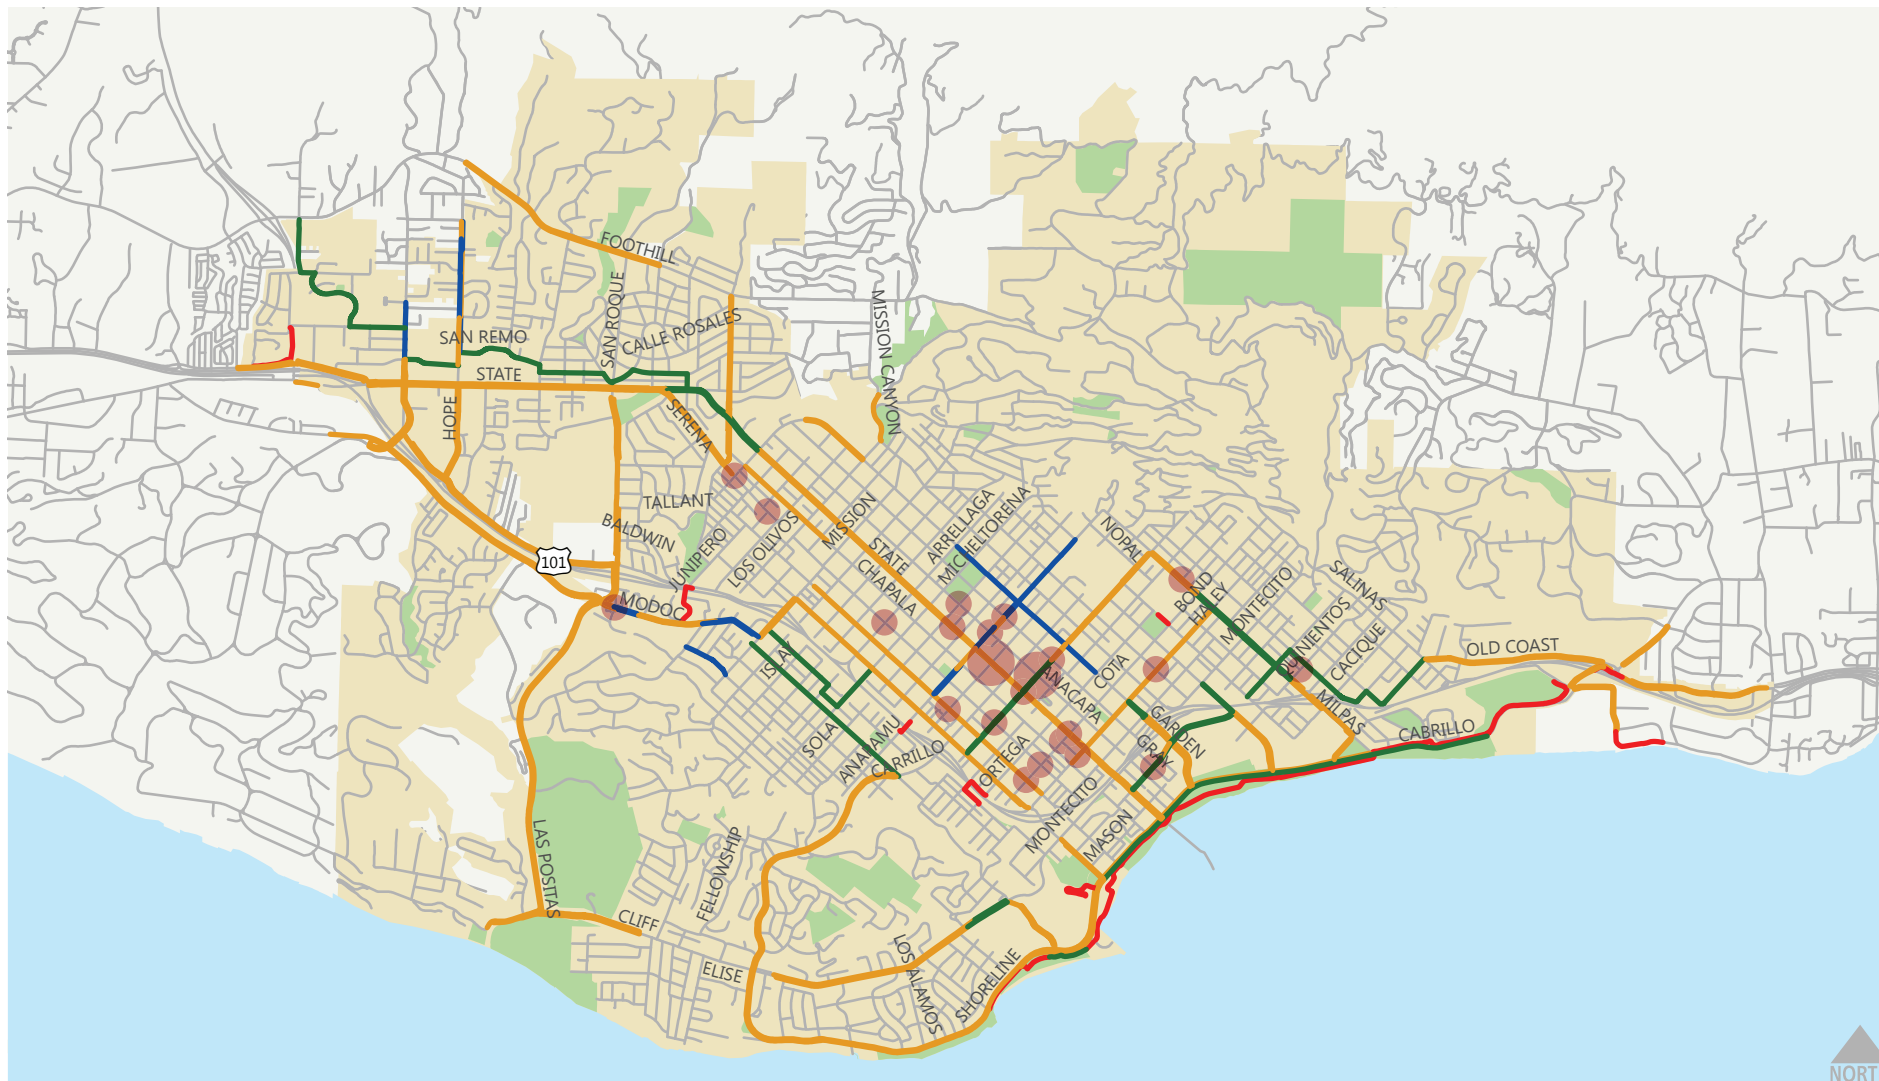 FOOTHILL
SAN ROQUE
CALLE ROSALES
MISSION CANYON
SAN REMO
STATE
HOPE
SERENA
TALLANT
BALDWIN
JUNIPERO
LOS OLIVOS
MISSION
STATE
CHAPALA
ARRELLAGA
MICHELTORENA
NOPAL
BOND
HALEY
MONTECITO
SALINAS
QUINIENTOS
CACIQUE
OLD COAST
101
MODOC
ISLAY
SOLA
ANAPAMU
CARRILLO
ORTEGA
ANACAPA
COTA
GARDEN
GRAY
MILPAS
CABRILLO
MONTECITO
MASON
LAS POSITAS
FELLOWSHIP
CLIFF
ELISE
LOS ALAMOS
SHORELINE
NORT